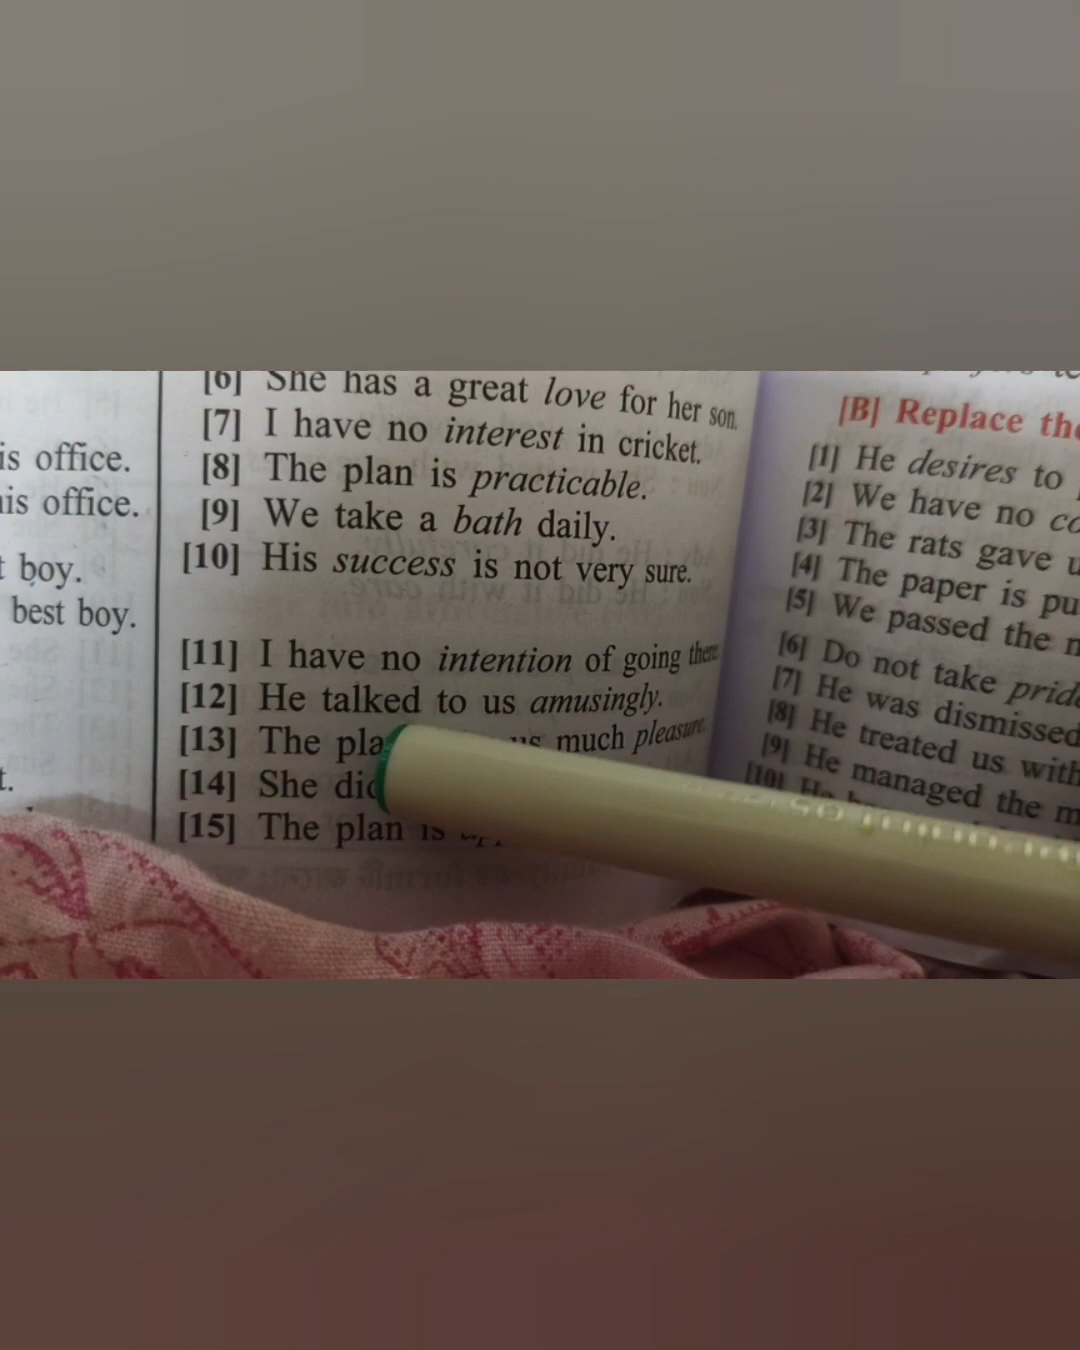 is office.
his office.
boy.
best boy.
[6] She has a great love for her son.
[7] I have no interest in cricket.
[8] The plan is practicable.
[9] We take a bath daily.
[10] His success is not very sure.
[11] I have no intention of going there.
[12] He talked to us amusingly.
[13] The us much pleasure.
[14] She
[15] The plan is
[B] Replace the
[1] He desires to
[2] We have no
[3] The rats gave
[4] The paper is
[5] We passed the
[6] Do not take
[7] He was dismissed
[8] He treated us with
[9] He managed the
[10] He